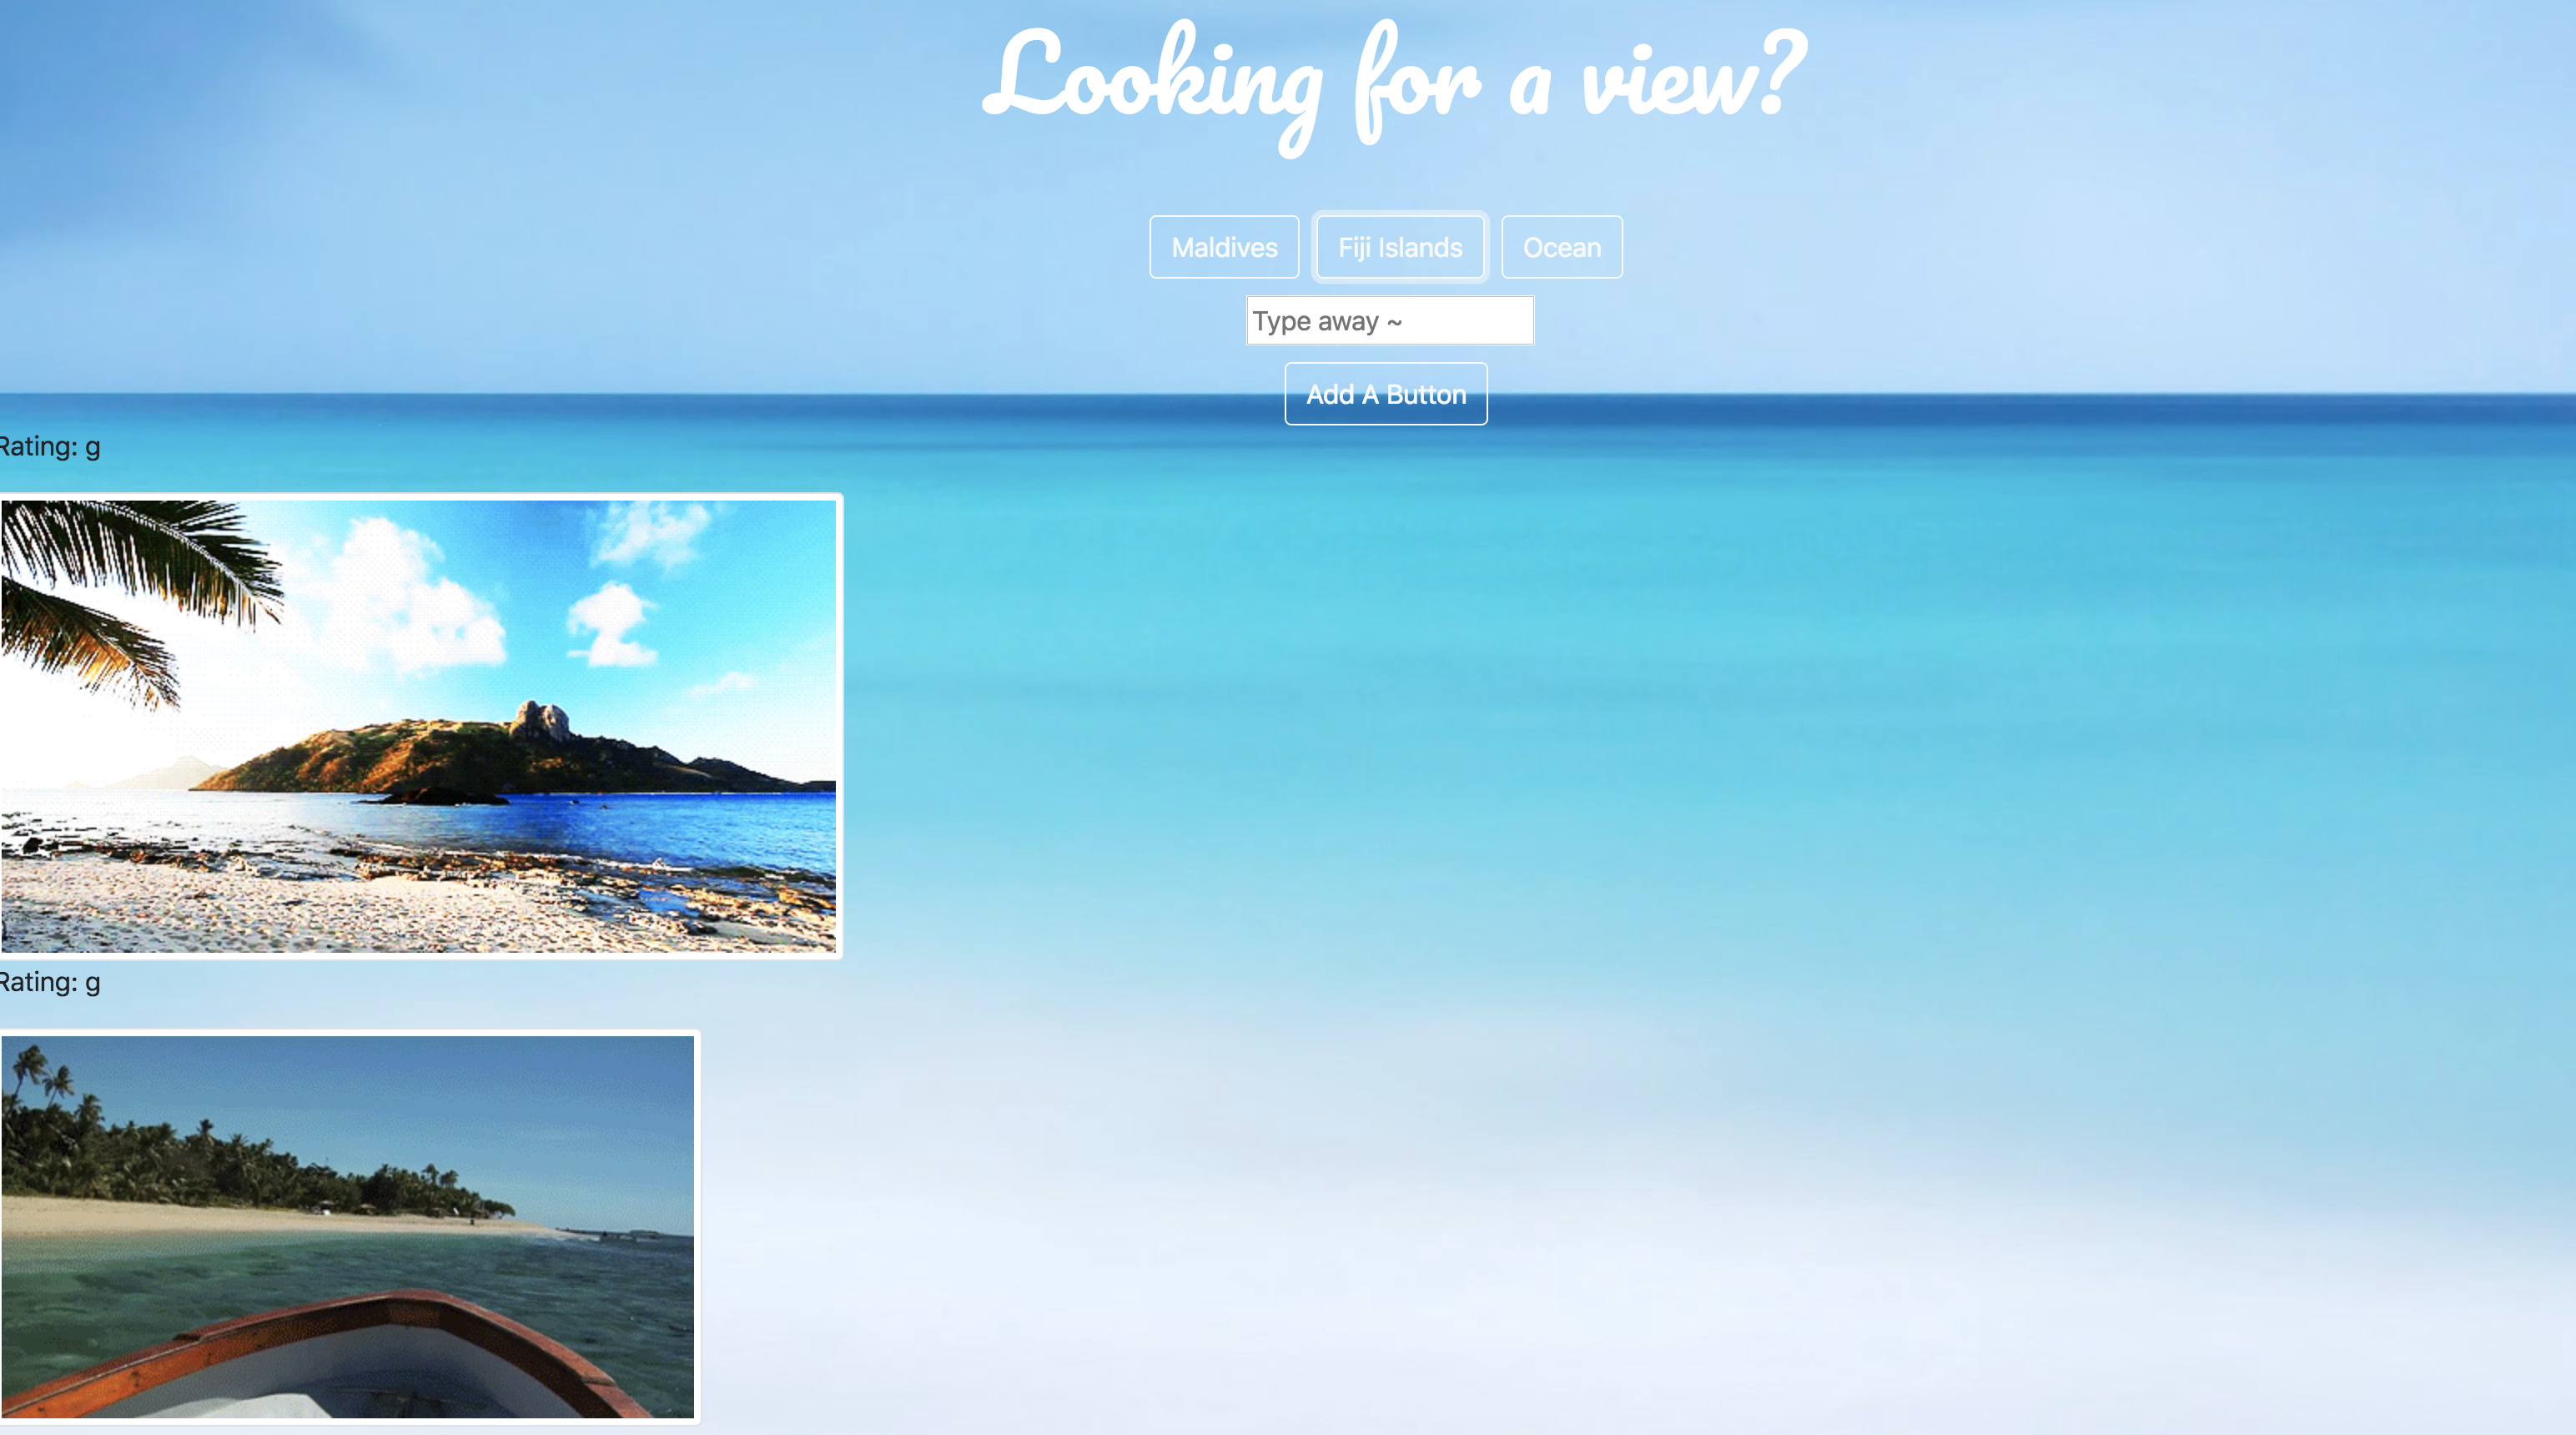 Looking for a view?
Maldives Fiji Islands Ocean
Type away ~
Add A Button
Rating: g
Rating: g